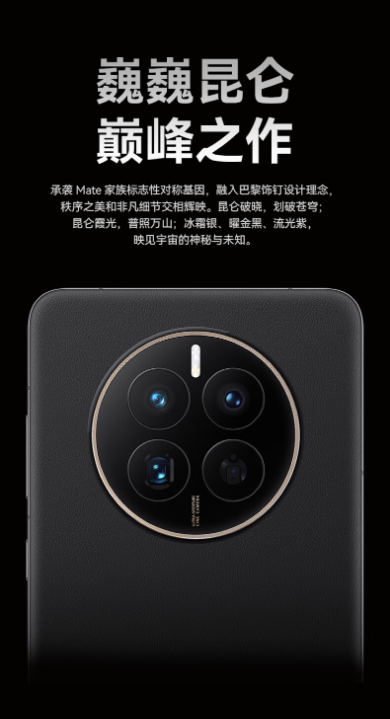 巍巍昆仑
巅峰之作
承袭 Mate 家族标志性对称基因，融入巴黎饰钉设计理念，
秩序之美和非凡细节交相辉映。昆仑破晓，划破苍穹；
昆仑霞光，普照万山；冰霜银、曜金黑、流光紫，
映见宇宙的神秘与未知。